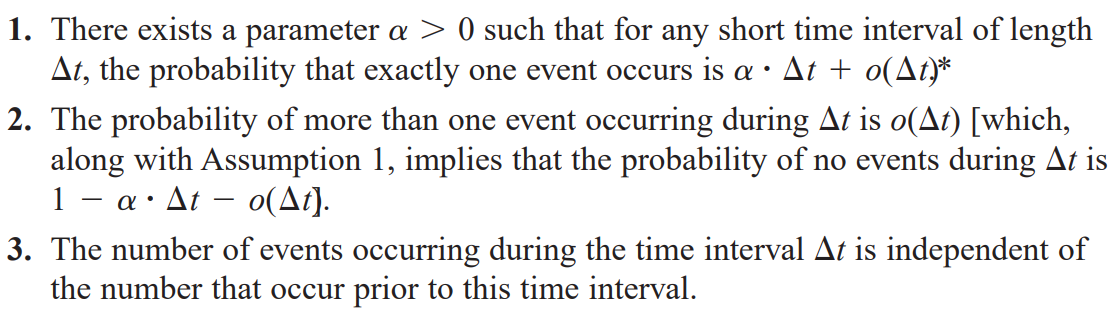 1. There exists a parameter α > 0 such that for any short time interval of length
Δt, the probability that exactly one event occurs is α · Δt + o(Δt)*
2. The probability of more than one event occurring during Δt is o(Δt) [which,
along with Assumption 1, implies that the probability of no events during Δt is
1 − α · Δt − o(Δt)].
3. The number of events occurring during the time interval Δt is independent of
the number that occur prior to this time interval.